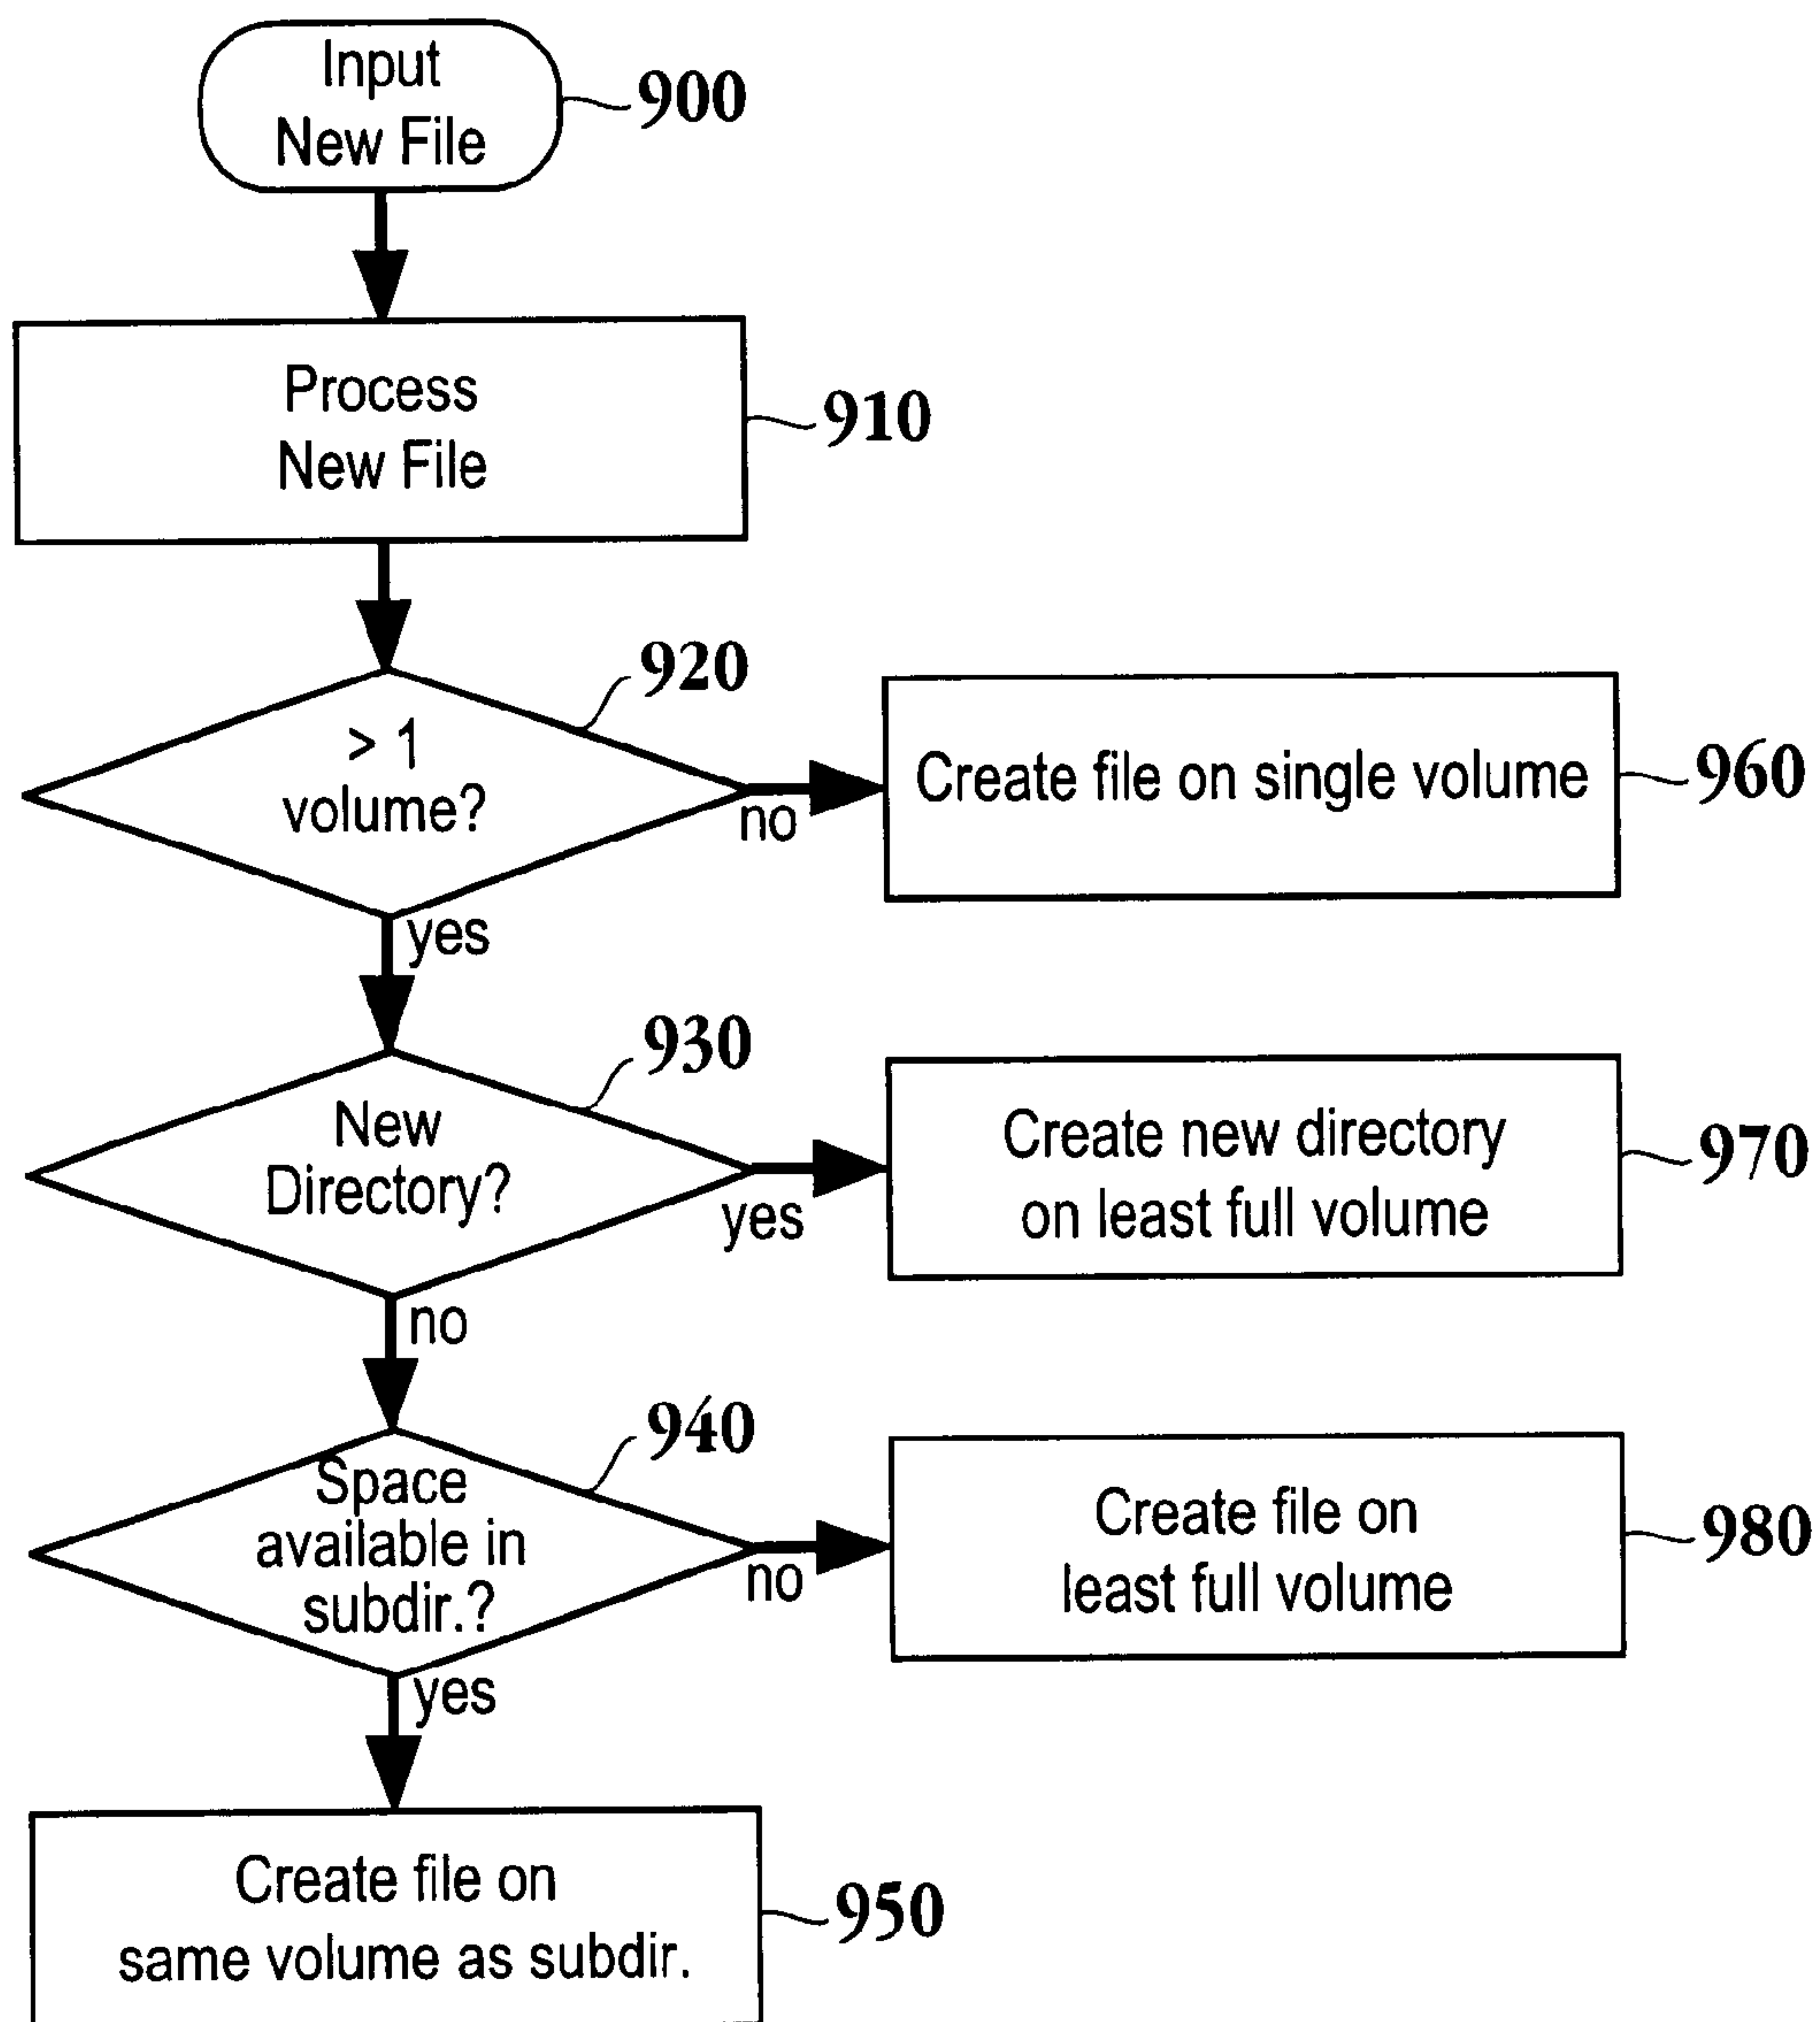 Input
New File
900
Process
New File
910
920
> 1
volume?
no
Create file on single volume
960
yes
930
New
Directory?
yes
Create new directory
on least full volume
970
no
940
Space
available in
subdir.?
no
Create file on
least full volume
980
yes
Create file on
same volume as subdir.
950